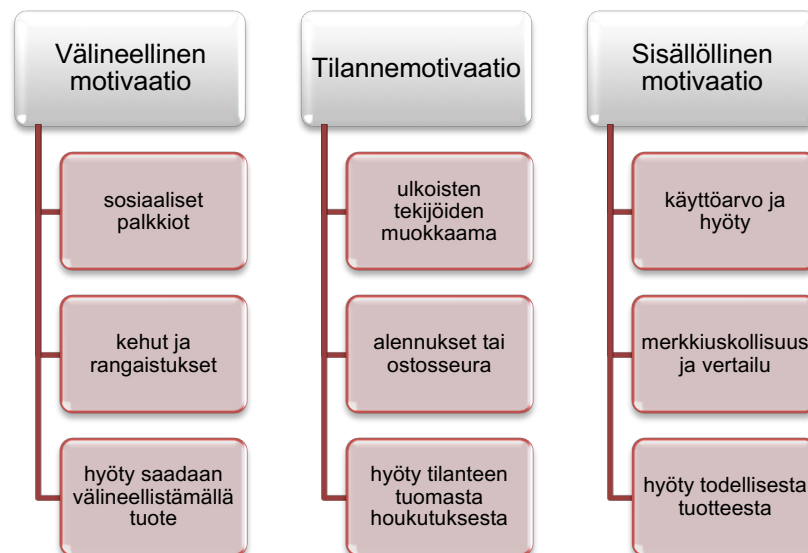 Välineellinen
motivaatio
sosiaaliset
palkkiot
kehut ja
rangaistukset
hyöty saadaan
välineellistämällä
tuote
Tilannemotivaatio
ulkoisten
tekijöiden
muokkaama
alennukset tai
ostosseura
hyöty tilanteen
tuomasta
houkutuksesta
Sisällöllinen
motivaatio
käyttöarvo ja
hyöty
merkkiuskollisuus
ja vertailu
hyöty todellisesta
tuotteesta